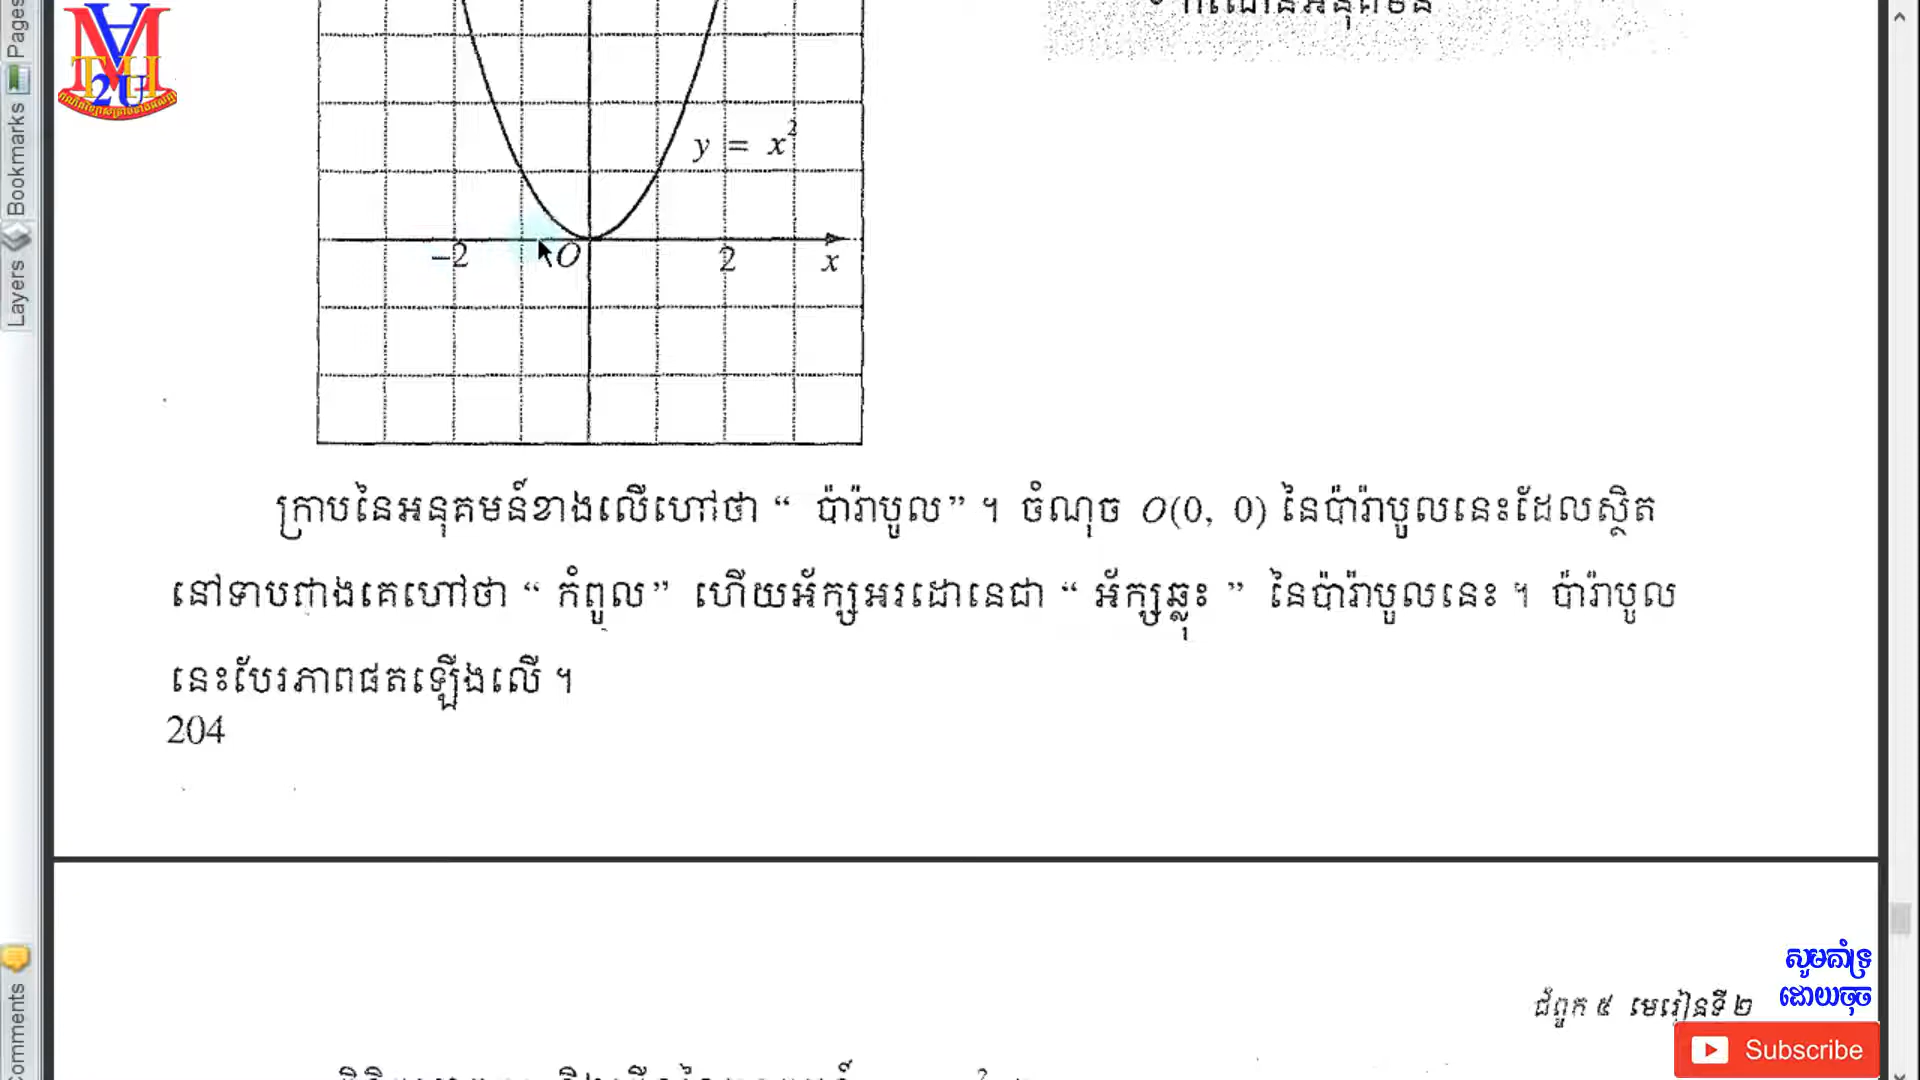 Pages
Bookmarks
Layers
Comments
MATH
2U
y = x²
−2
O
2
x
ក្រាបនៃអនុគមន៍ខាងលើហៅថា “ ប៉ារ៉ាបូល” ។ ចំណុច O(0, 0) នៃប៉ារ៉ាបូលនេះដែលស្ថិត
នៅទាបជាងគេហៅថា “ កំពូល” ហើយអ័ក្សអរដោនេជា “ អ័ក្សឆ្លុះ ” នៃប៉ារ៉ាបូលនេះ ។ ប៉ារ៉ាបូល
នេះបែរភាពផតឡើងលើ ។
204
សូមគាំទ្រ
ដោយចុច
ជំពូក ៥ មេរៀនទី ២
Subscribe